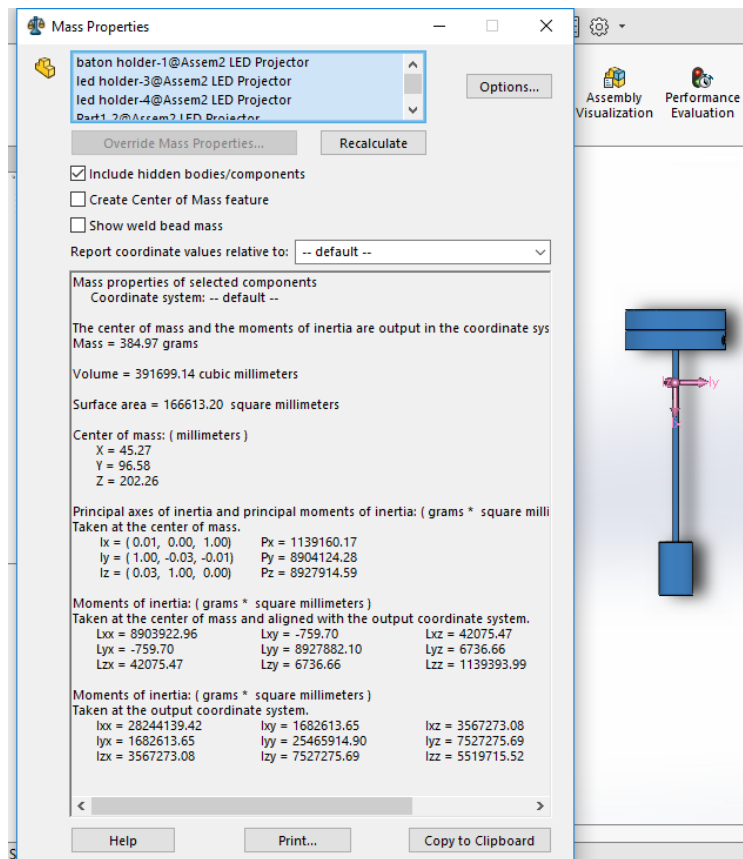 Mass Properties
baton holder-1@Assem2 LED Projector
led holder-3@Assem2 LED Projector
led holder-4@Assem2 LED Projector
Part1-2@Assem2 LED Projector
Options...
Override Mass Properties...
Recalculate
Include hidden bodies/components
Create Center of Mass feature
Show weld bead mass
Report coordinate values relative to:
-- default --
Mass properties of selected components
Coordinate system: -- default --
The center of mass and the moments of inertia are output in the coordinate sys
Mass = 384.97 grams
Volume = 391699.14 cubic millimeters
Surface area = 166613.20 square millimeters
Center of mass: ( millimeters )
X = 45.27
Y = 96.58
Z = 202.26
Principal axes of inertia and principal moments of inertia: ( grams * square milli
Taken at the center of mass.
Ix = ( 0.01, 0.00, 1.00) Px = 1139160.17
Iy = ( 1.00, -0.03, -0.01) Py = 8904124.28
Iz = ( 0.03, 1.00, 0.00) Pz = 8927914.59
Moments of inertia: ( grams * square millimeters )
Taken at the center of mass and aligned with the output coordinate system.
Lxx = 8903922.96 Lxy = -759.70 Lxz = 42075.47
Lyx = -759.70 Lyy = 8927882.10 Lyz = 6736.66
Lzx = 42075.47 Lzy = 6736.66 Lzz = 1139393.99
Moments of inertia: ( grams * square millimeters )
Taken at the output coordinate system.
Ixx = 28244139.42 Ixy = 1682613.65 Ixz = 3567273.08
Iyx = 1682613.65 Iyy = 25465914.90 Iyz = 7527275.69
Izx = 3567273.08 Izy = 7527275.69 Izz = 5519715.52
Help
Print...
Copy to Clipboard
Assembly
Visualization
Performance
Evaluation
Iy